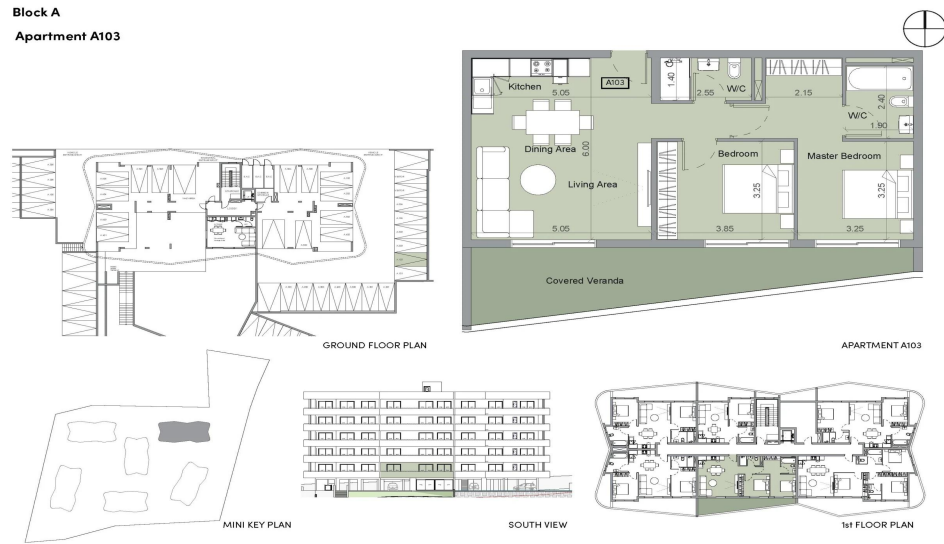 Block A
Apartment A103
Kitchen
5.05
A103
1.40
2.55
W/C
2.15
W/C
2.40
1.90
Dining Area
6.00
Living Area
Bedroom
Master Bedroom
3.25
3.25
5.05
3.85
3.25
Covered Veranda
GROUND FLOOR PLAN
APARTMENT A103
MINI KEY PLAN
SOUTH VIEW
1st FLOOR PLAN